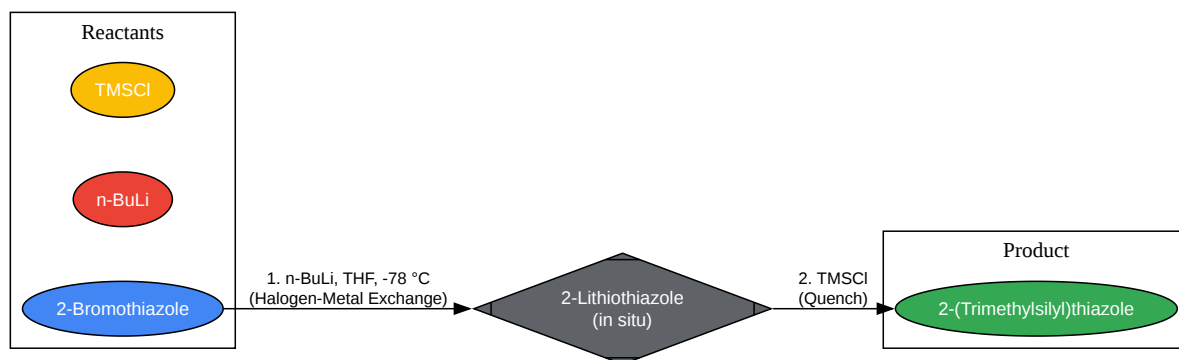 Reactants
TMSCl
n-BuLi
2-Bromothiazole
1. n-BuLi, THF, -78 °C
(Halogen-Metal Exchange)
2-Lithiothiazole
(in situ)
2. TMSCl
(Quench)
Product
2-(Trimethylsilyl)thiazole